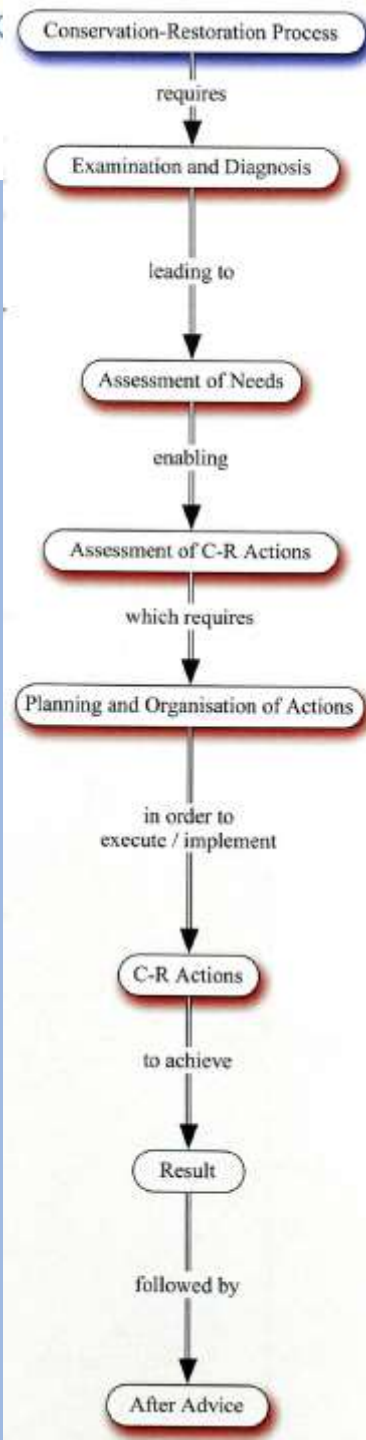 Conservation-Restoration Process
requires
Examination and Diagnosis
leading to
Assessment of Needs
enabling
Assessment of C-R Actions
which requires
Planning and Organisation of Actions
in order to
execute / implement
C-R Actions
to achieve
Result
followed by
After Advice